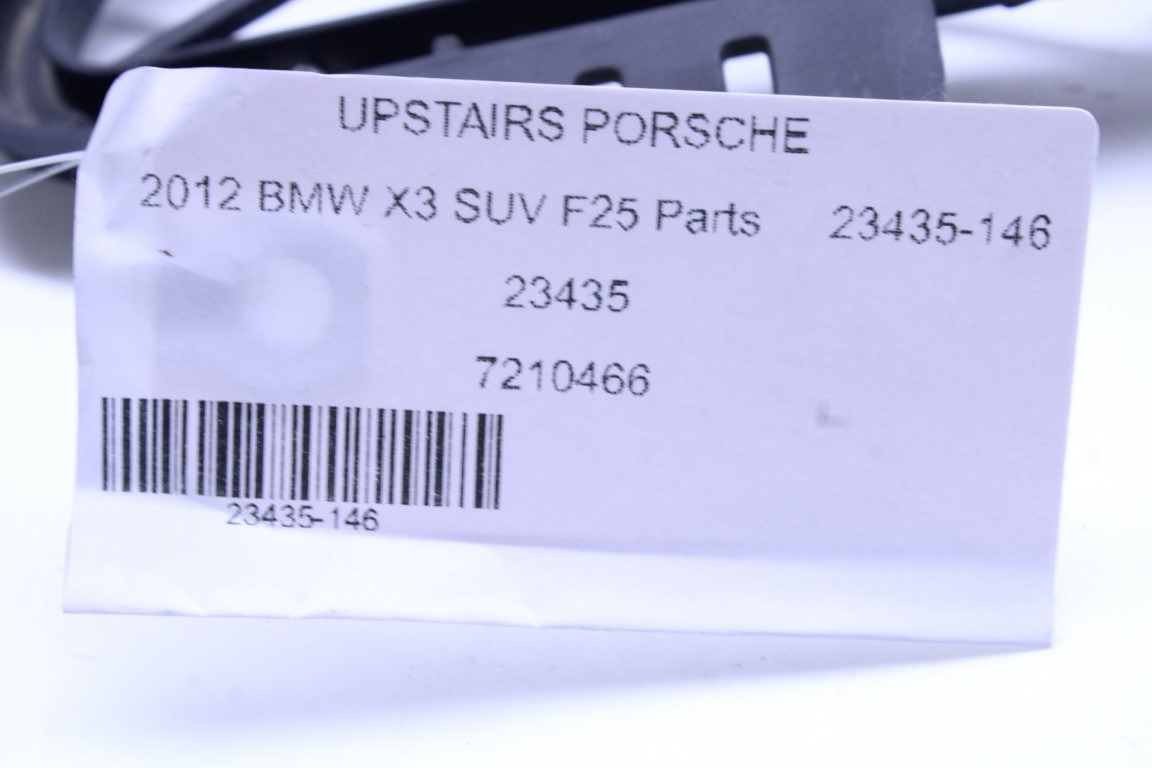 UPSTAIRS PORSCHE
2012 BMW X3 SUV F25 Parts 23435-146
23435
7210466
23435-146